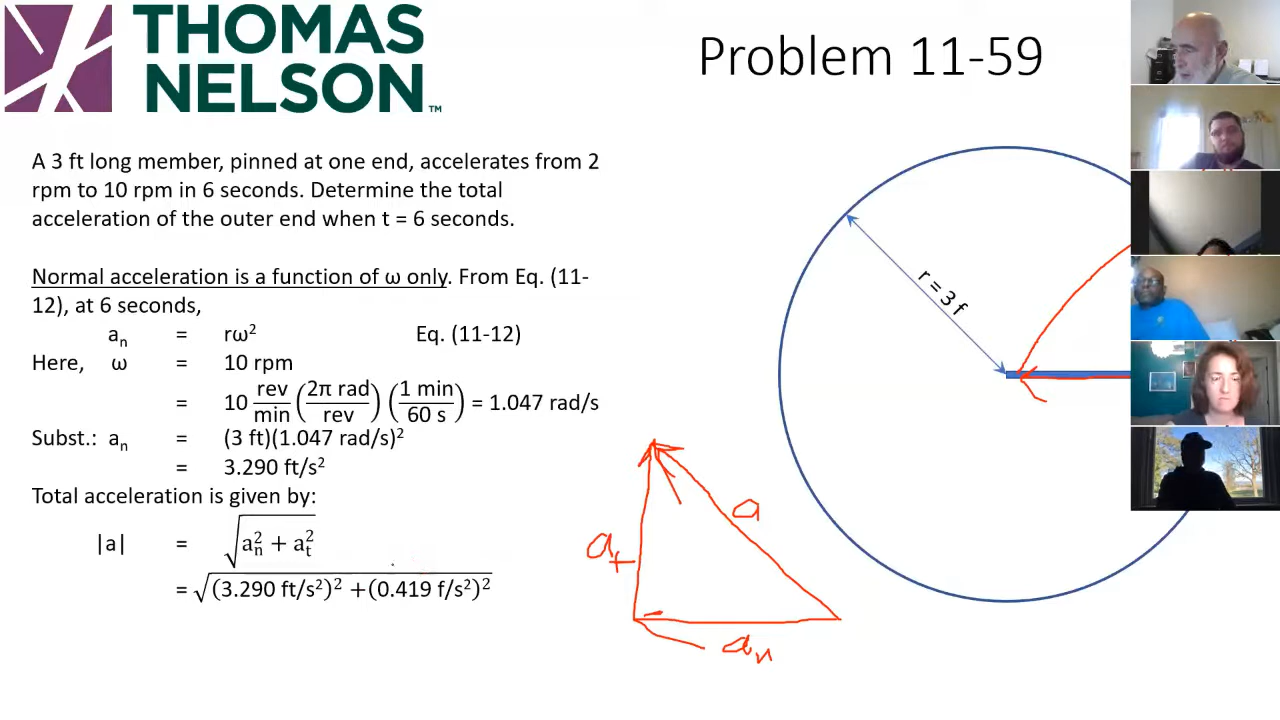 THOMAS
NELSON™
Problem 11-59
A 3 ft long member, pinned at one end, accelerates from 2
rpm to 10 rpm in 6 seconds. Determine the total
acceleration of the outer end when t = 6 seconds.
Normal acceleration is a function of ω only. From Eq. (11-
12), at 6 seconds,
aₙ = rω² Eq. (11-12)
Here, ω = 10 rpm
= 10 rev/min (2π rad/rev) (1 min/60 s) = 1.047 rad/s
Subst.: aₙ = (3 ft)(1.047 rad/s)²
= 3.290 ft/s²
Total acceleration is given by:
|a| = √(aₙ² + aₜ²)
= √((3.290 ft/s²)² +(0.419 f/s²)²)
r = 3 f
a
aₜ
aₙ